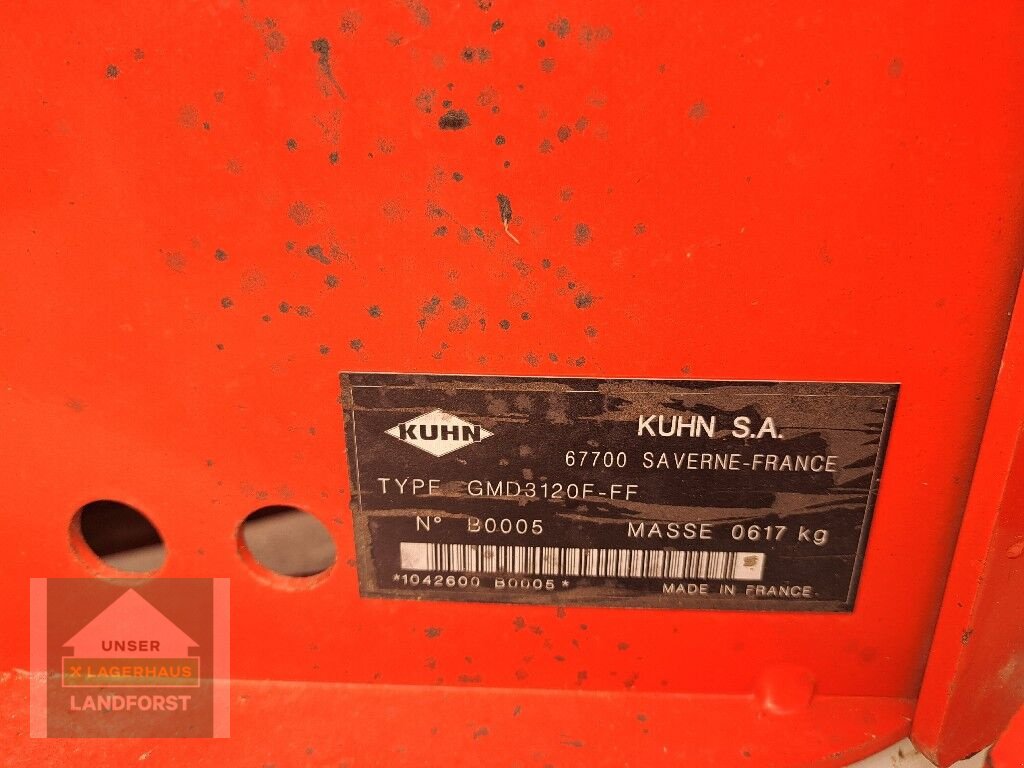 KUHN
KUHN S.A.
67700 SAVERNE-FRANCE
TYPE GMD3120F-FF
N° B0005 MASSE 0617 kg
*1042600 B0005*
MADE IN FRANCE
UNSER
X LAGERHAUS
LANDFORST